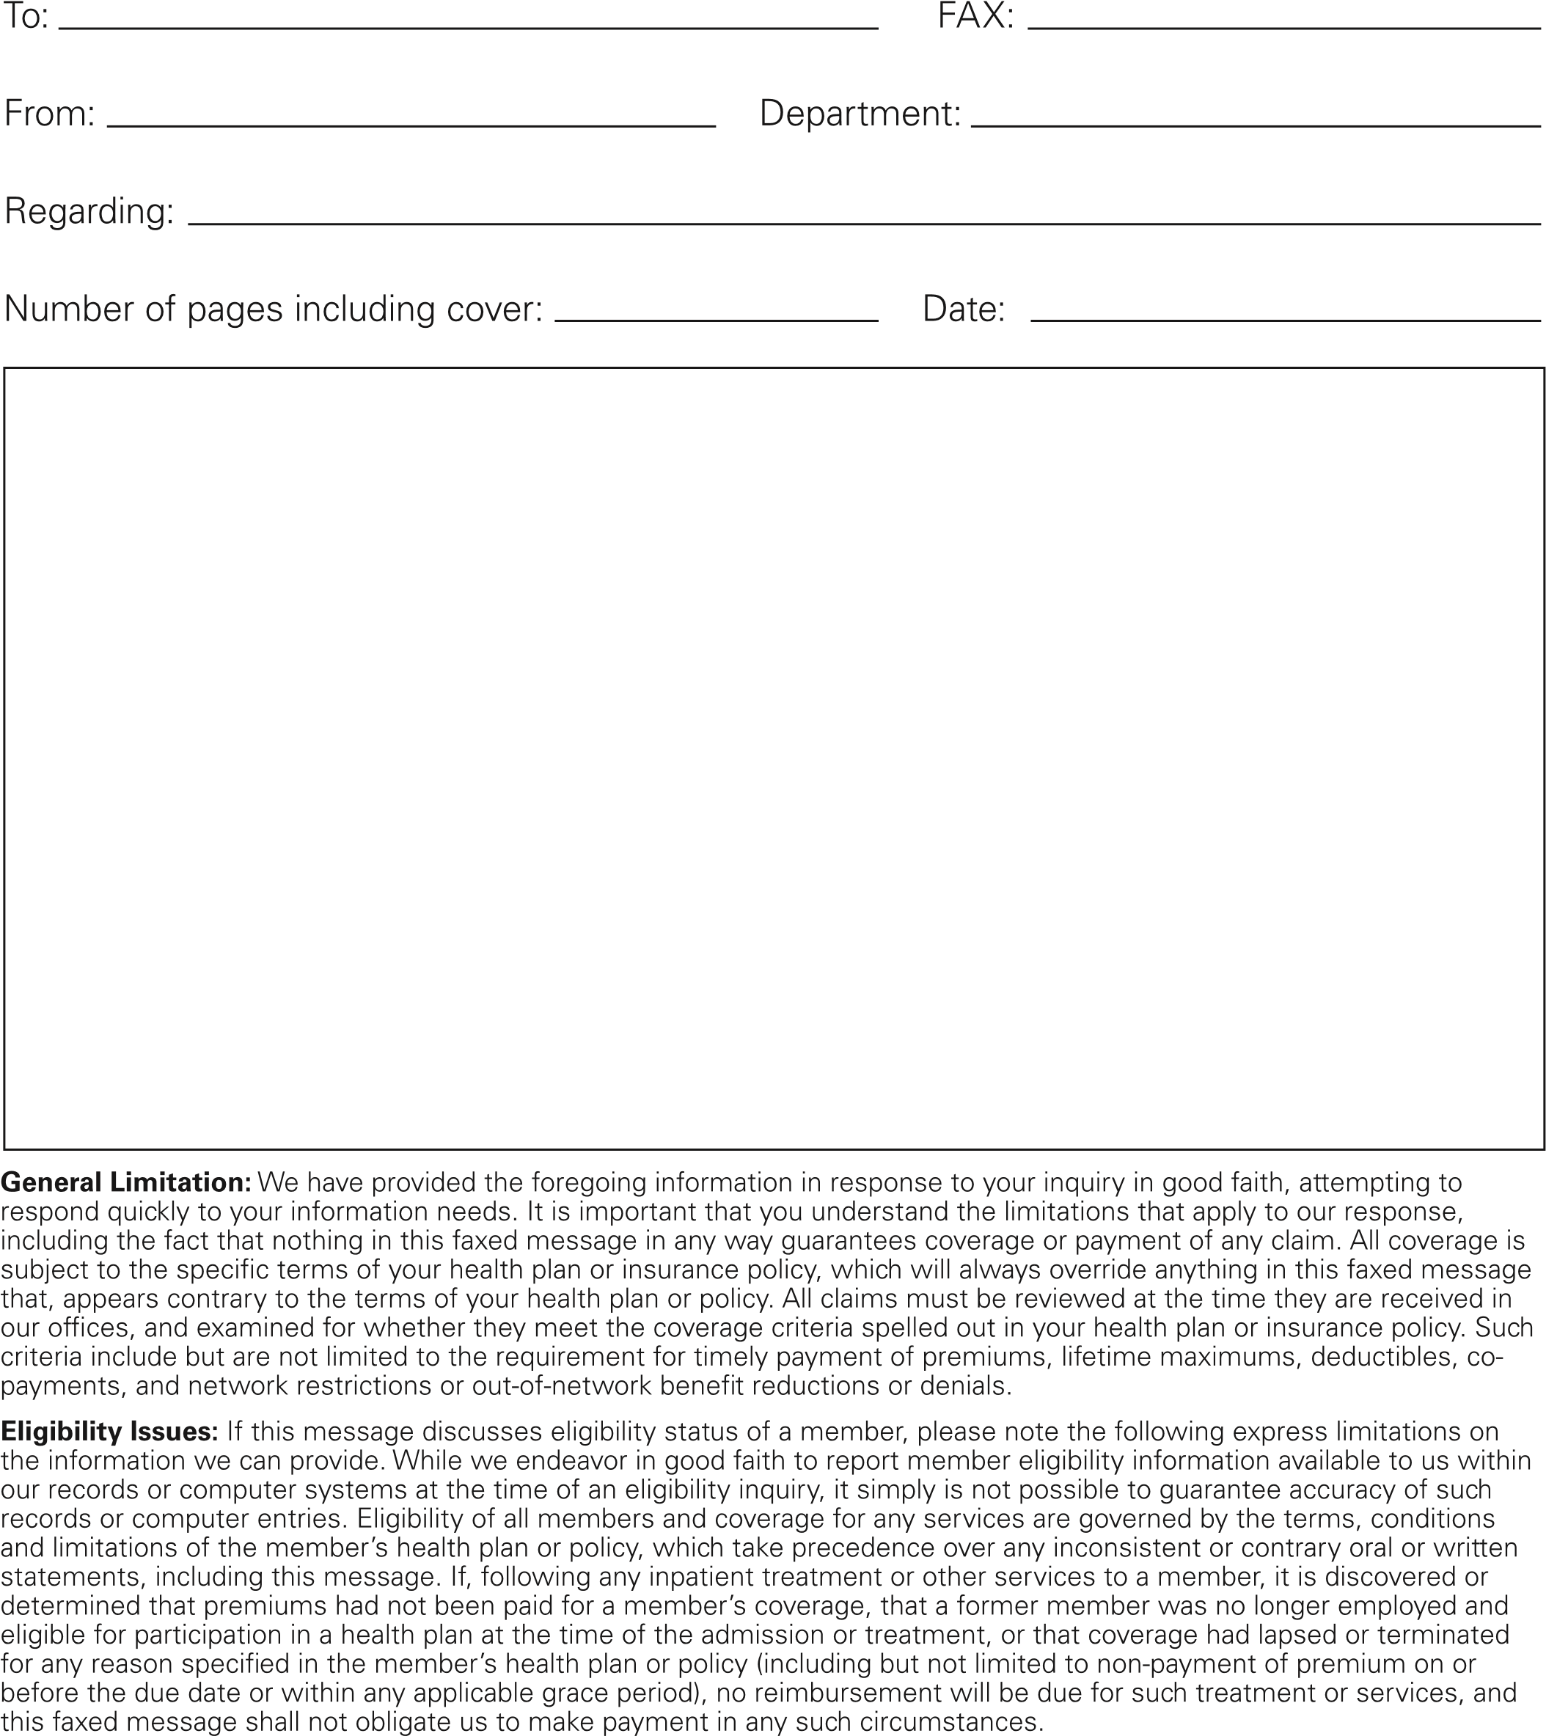 To: FAX:
From: Department:
Regarding:
Number of pages including cover: Date:
General Limitation: We have provided the foregoing information in response to your inquiry in good faith, attempting to
respond quickly to your information needs. It is important that you understand the limitations that apply to our response,
including the fact that nothing in this faxed message in any way guarantees coverage or payment of any claim. All coverage is
subject to the specific terms of your health plan or insurance policy, which will always override anything in this faxed message
that, appears contrary to the terms of your health plan or policy. All claims must be reviewed at the time they are received in
our offices, and examined for whether they meet the coverage criteria spelled out in your health plan or insurance policy. Such
criteria include but are not limited to the requirement for timely payment of premiums, lifetime maximums, deductibles, co-
payments, and network restrictions or out-of-network benefit reductions or denials.
Eligibility Issues: If this message discusses eligibility status of a member, please note the following express limitations on
the information we can provide. While we endeavor in good faith to report member eligibility information available to us within
our records or computer systems at the time of an eligibility inquiry, it simply is not possible to guarantee accuracy of such
records or computer entries. Eligibility of all members and coverage for any services are governed by the terms, conditions
and limitations of the member’s health plan or policy, which take precedence over any inconsistent or contrary oral or written
statements, including this message. If, following any inpatient treatment or other services to a member, it is discovered or
determined that premiums had not been paid for a member’s coverage, that a former member was no longer employed and
eligible for participation in a health plan at the time of the admission or treatment, or that coverage had lapsed or terminated
for any reason specified in the member’s health plan or policy (including but not limited to non-payment of premium on or
before the due date or within any applicable grace period), no reimbursement will be due for such treatment or services, and
this faxed message shall not obligate us to make payment in any such circumstances.